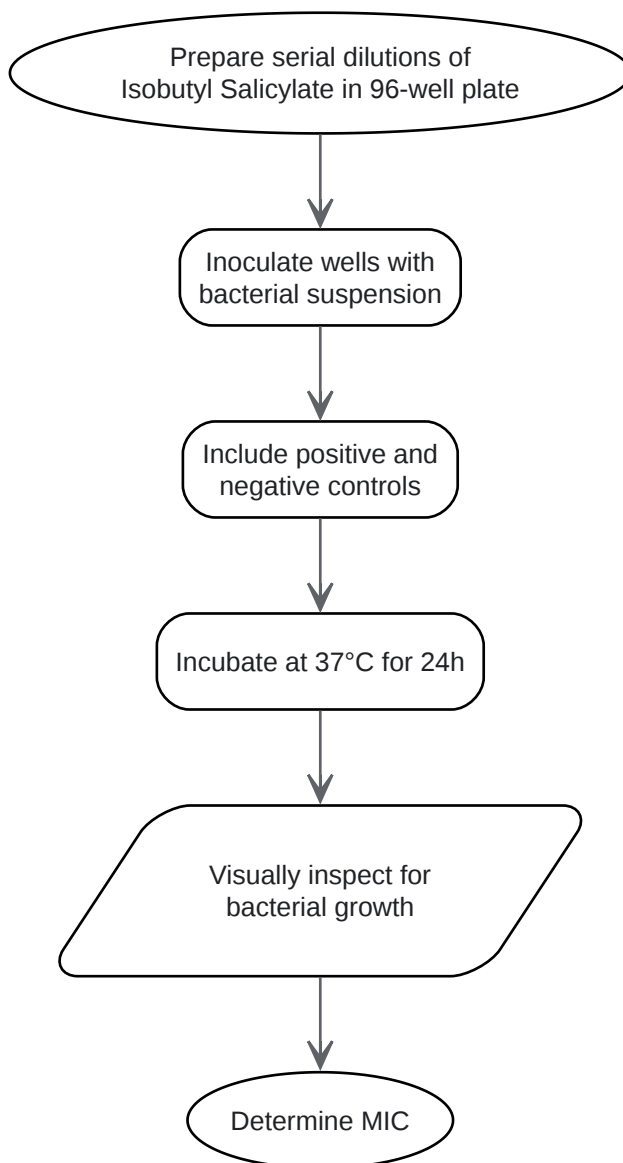 Prepare serial dilutions of
Isobutyl Salicylate in 96-well plate
Inoculate wells with
bacterial suspension
Include positive and
negative controls
Incubate at 37°C for 24h
Visually inspect for
bacterial growth
Determine MIC